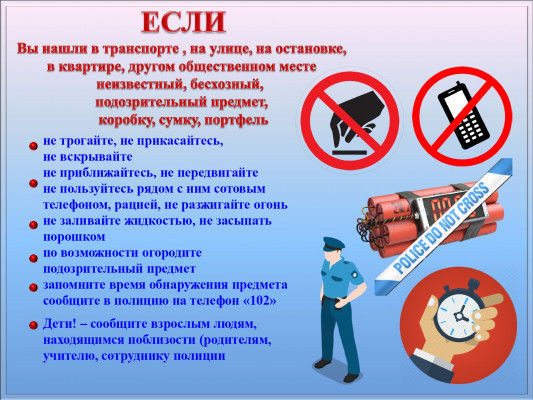 ЕСЛИ
Вы нашли в транспорте , на улице, на остановке,
в квартире, другом общественном месте
неизвестный, бесхозный,
подозрительный предмет,
коробку, сумку, портфель
не трогайте, не прикасайтесь,
не вскрывайте
не приближайтесь, не передвигайте
не пользуйтесь рядом с ним сотовым
телефоном, рацией, не разжигайте огонь
не заливайте жидкостью, не засыпать
порошком
по возможности огородите
подозрительный предмет
запомните время обнаружения предмета
сообщите в полицию на телефон «102»
Дети! – сообщите взрослым людям,
находящимся поблизости (родителям,
учителю, сотруднику полиции
POLICE DO NOT CROSS